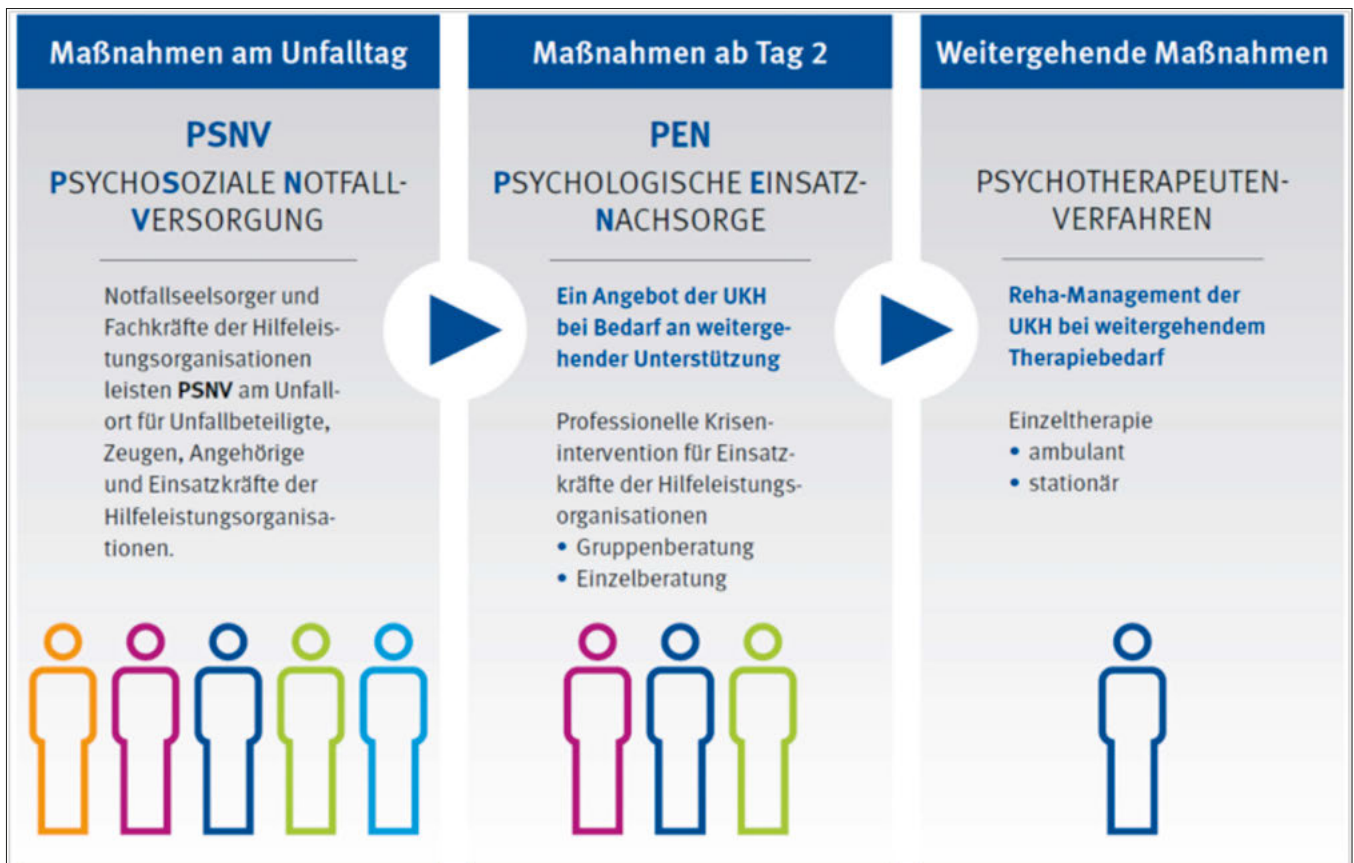 Maßnahmen am Unfalltag
PSNV
PSYCHOSOZIALE NOTFALL-
VERSORGUNG
Notfallseelsorger und
Fachkräfte der Hilfeleis-
tungsorganisationen
leisten PSNV am Unfall-
ort für Unfallbeteiligte,
Zeugen, Angehörige
und Einsatzkräfte der
Hilfeleistungsorganisa-
tionen.
Maßnahmen ab Tag 2
PEN
PSYCHOLOGISCHE EINSATZ-
NACHSORGE
Ein Angebot der UKH
bei Bedarf an weiterge-
hender Unterstützung
Professionelle Krisen-
intervention für Einsatz-
kräfte der Hilfeleistungs-
organisationen
• Gruppenberatung
• Einzelberatung
Weitergehende Maßnahmen
PSYCHOTHERAPEUTEN-
VERFAHREN
Reha-Management der
UKH bei weitergehendem
Therapiebedarf
Einzeltherapie
• ambulant
• stationär